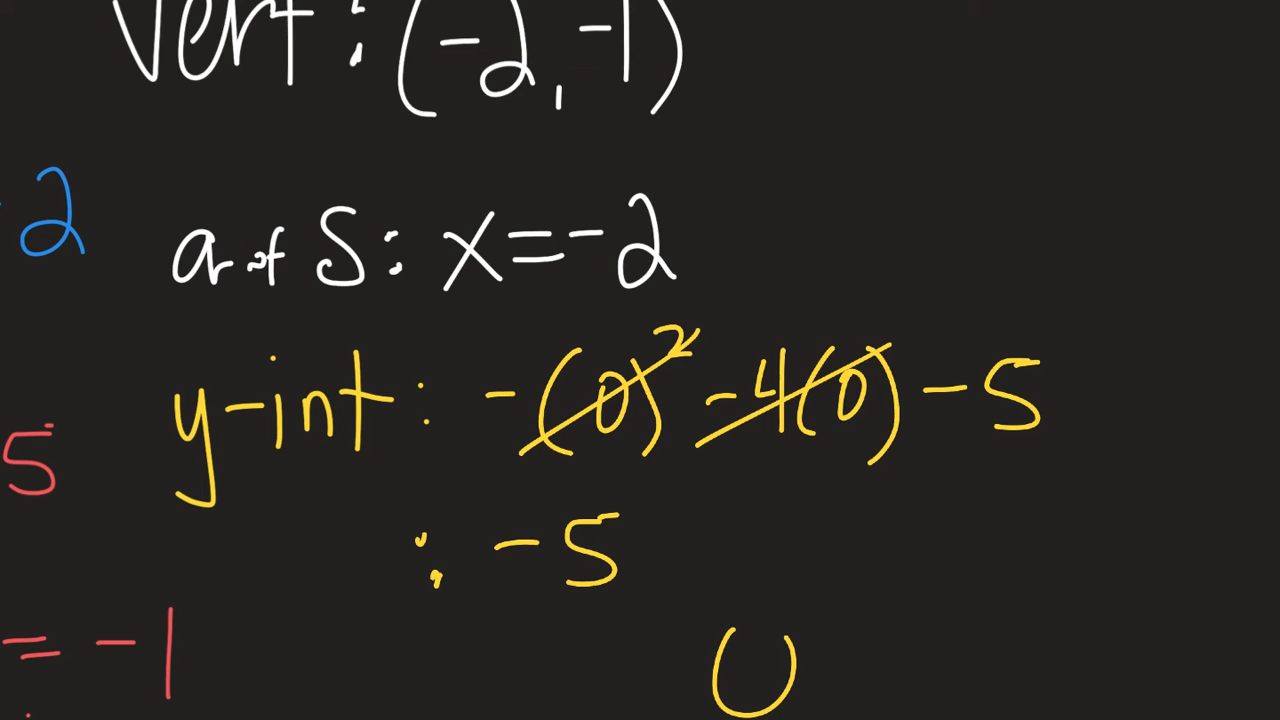 vert : (-2, -1)
2
a of S: x = -2
y-int : -(0)² - 4(0) - 5
5
: -5
= -1